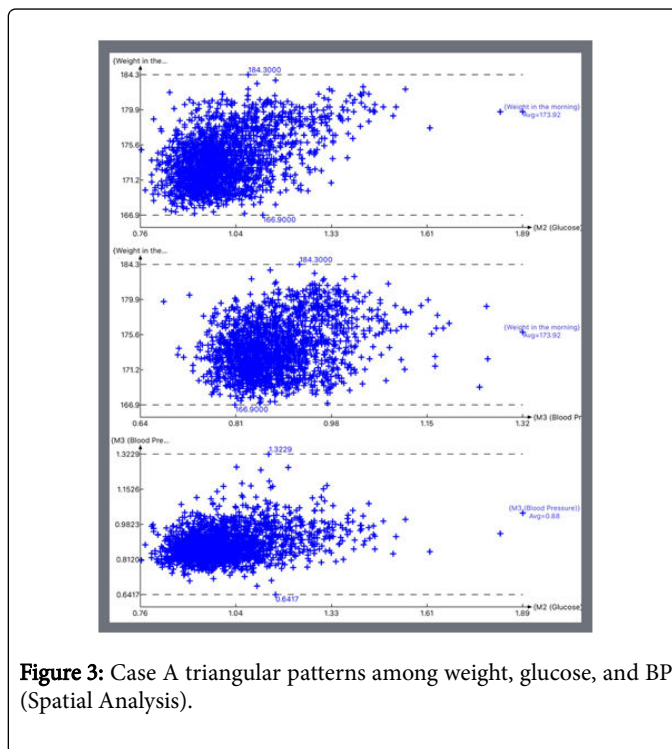 {Weight in the...
184.3
184.3000
179.9
{Weight in the morning}
Avg=173.92
175.6
171.2
166.9
166.9000
0.76
1.04
1.33
1.61
1.89
{M2 (Glucose)
{Weight in the...
184.3
184.3000
179.9
175.6
{Weight in the morning}
Avg=173.92
171.2
166.9
166.9000
0.64
0.81
0.98
1.15
1.32
{M3 (Blood Pr
{M3 (Blood Pre...
1.3229
1.3229
1.1526
{M3 (Blood Pressure)}
Avg=0.88
0.9823
0.8120
0.6417
0.6417
0.76
1.04
1.33
1.61
1.89
{M2 (Glucose)
Figure 3: Case A triangular patterns among weight, glucose, and BP
(Spatial Analysis).